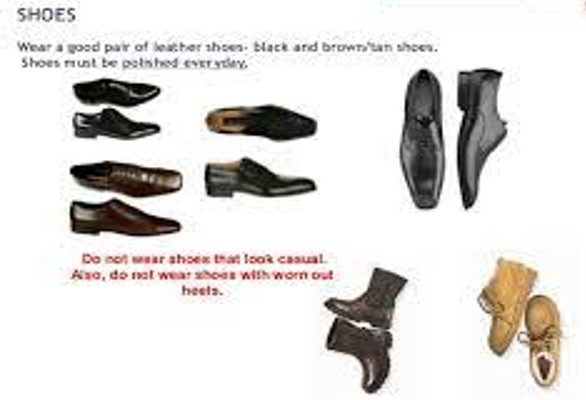 SHOES
Wear a good pair of leather shoes- black and brown/tan shoes.
Shoes must be polished everyday.
Do not wear shoes that look casual.
Also, do not wear shoes with worn out
heels.